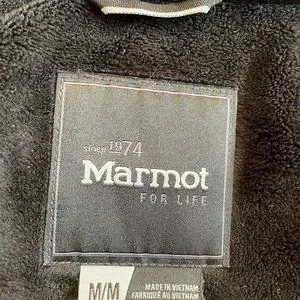 since 1974
Marmot
FOR LIFE
M/M
MADE IN VIETNAM
FABRIQUÉ AU VIETNAM